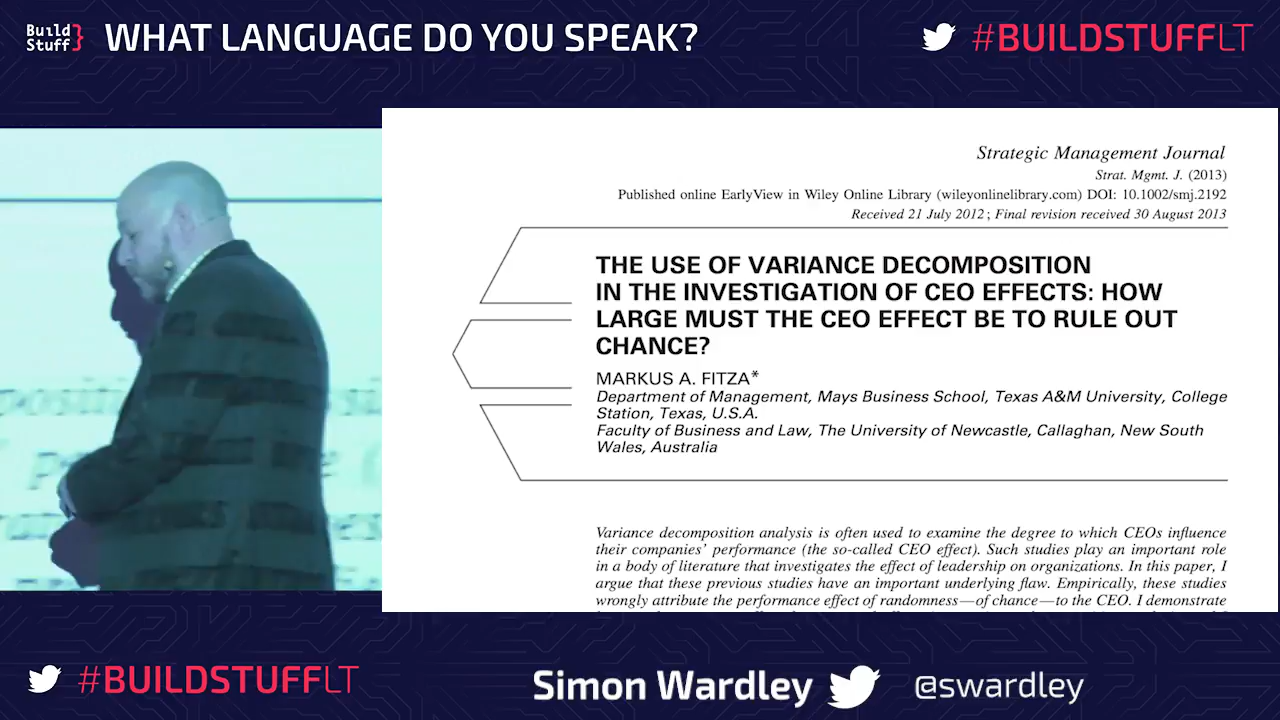 Build
Stuff}
WHAT LANGUAGE DO YOU SPEAK?
#BUILDSTUFFLT
Strategic Management Journal
Strat. Mgmt. J. (2013)
Published online EarlyView in Wiley Online Library (wileyonlinelibrary.com) DOI: 10.1002/smj.2192
Received 21 July 2012; Final revision received 30 August 2013
THE USE OF VARIANCE DECOMPOSITION
IN THE INVESTIGATION OF CEO EFFECTS: HOW
LARGE MUST THE CEO EFFECT BE TO RULE OUT
CHANCE?
MARKUS A. FITZA*
Department of Management, Mays Business School, Texas A&M University, College
Station, Texas, U.S.A.
Faculty of Business and Law, The University of Newcastle, Callaghan, New South
Wales, Australia
Variance decomposition analysis is often used to examine the degree to which CEOs influence
their companies' performance (the so-called CEO effect). Such studies play an important role
in a body of literature that investigates the effect of leadership on organizations. In this paper, I
argue that these previous studies have an important underlying flaw. Empirically, these studies
wrongly attribute the performance effect of randomness—of chance—to the CEO. I demonstrate
#BUILDSTUFFLT
Simon Wardley
@swardley